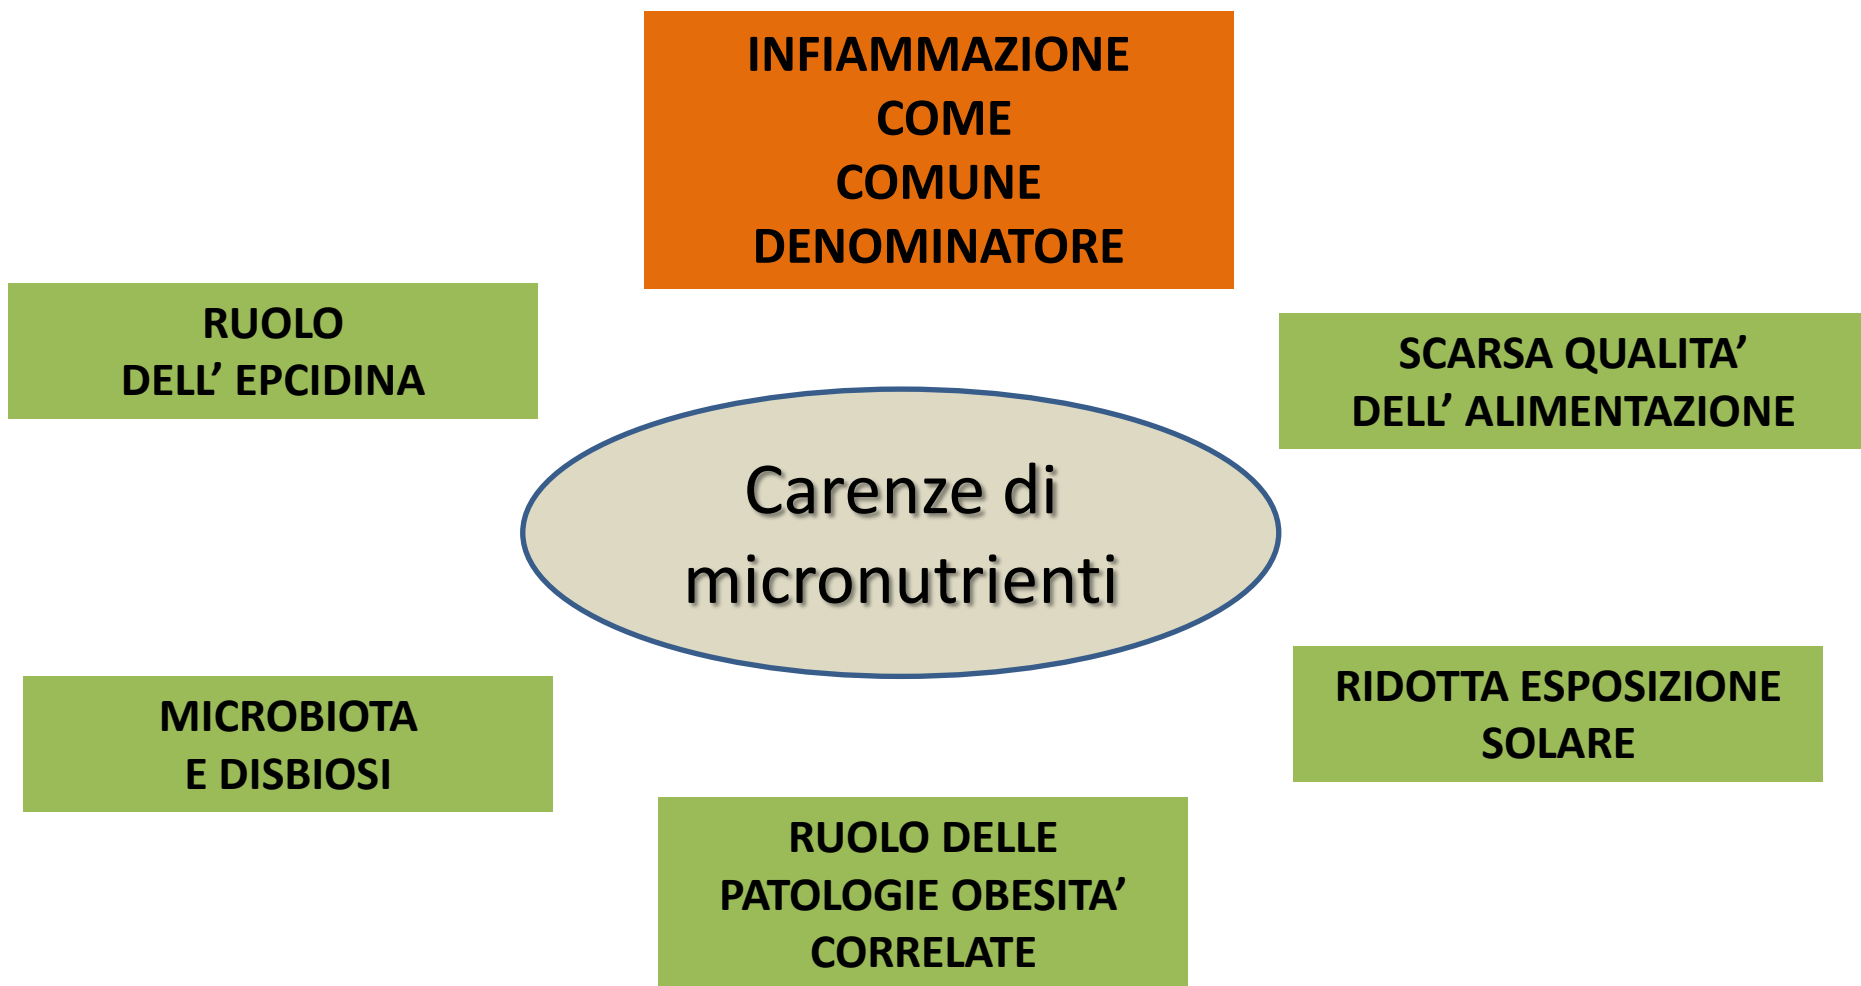 INFIAMMAZIONE
COME
COMUNE
DENOMINATORE
RUOLO
DELL’ EPCIDINA
SCARSA QUALITA’
DELL’ ALIMENTAZIONE
Carenze di
micronutrienti
MICROBIOTA
E DISBIOSI
RIDOTTA ESPOSIZIONE
SOLARE
RUOLO DELLE
PATOLOGIE OBESITA’
CORRELATE